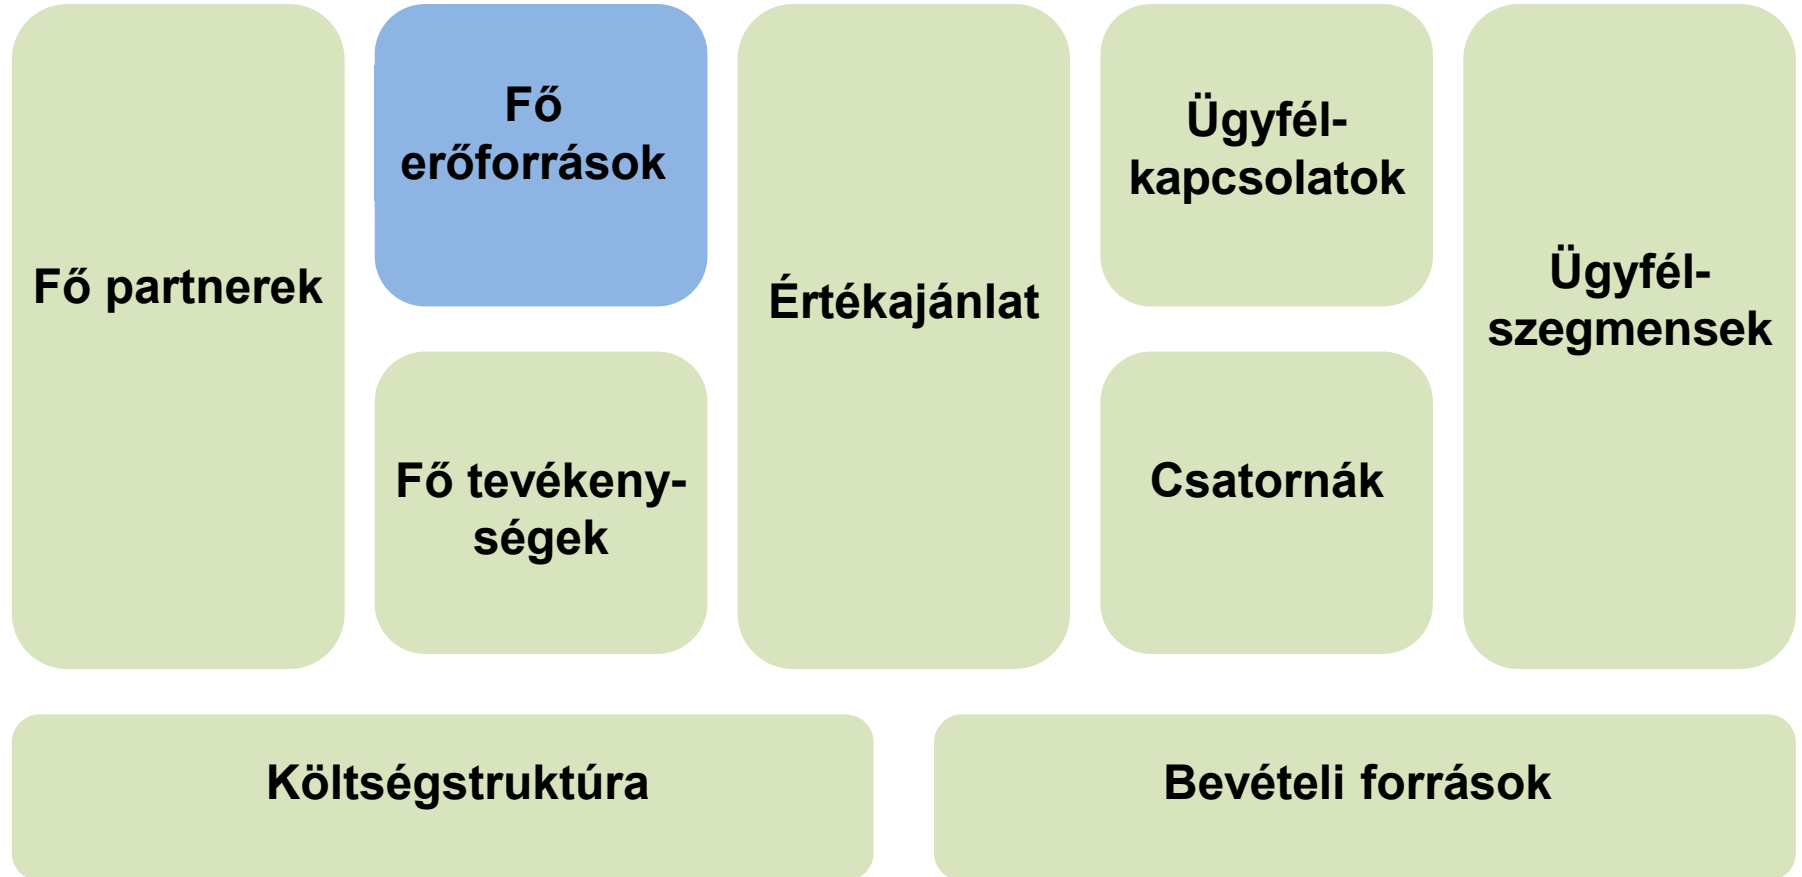 Fő partnerek
Fő
erőforrások
Fő tevékeny-
ségek
Értékajánlat
Ügyfél-
kapcsolatok
Csatornák
Ügyfél-
szegmensek
Költségstruktúra
Bevételi források